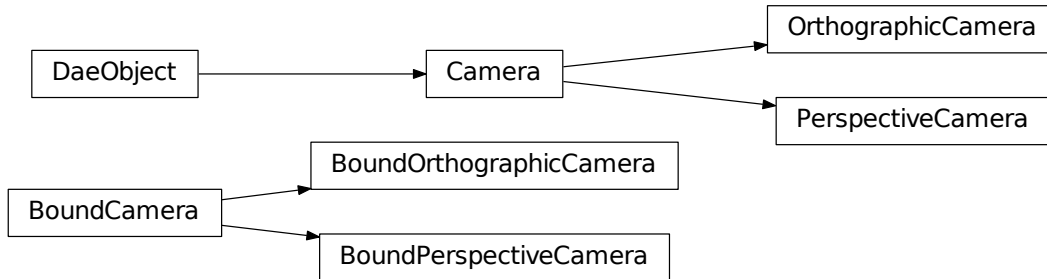 OrthographicCamera
DaeObject
Camera
PerspectiveCamera
BoundOrthographicCamera
BoundCamera
BoundPerspectiveCamera